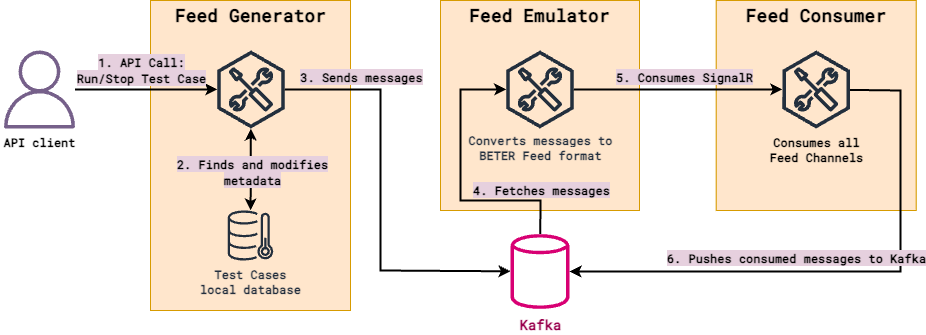 Feed Generator
Feed Emulator
Feed Consumer
1. API Call:
Run/Stop Test Case
3. Sends messages
5. Consumes SignalR
API client
Converts messages to
BETER Feed format
Consumes all
Feed Channels
2. Finds and modifies
metadata
4. Fetches messages
Test Cases
local database
6. Pushes consumed messages to Kafka
Kafka